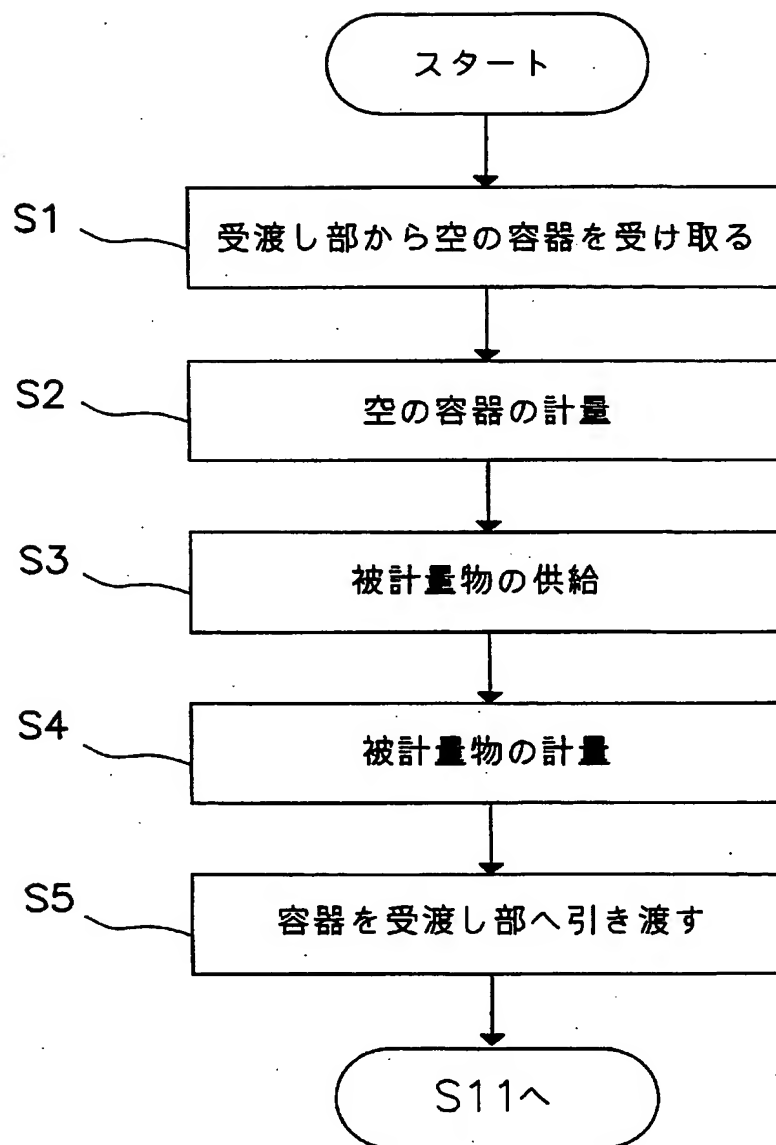 スタート
S1
受渡し部から空の容器を受け取る
S2
空の容器の計量
S3
被計量物の供給
S4
被計量物の計量
S5
容器を受渡し部へ引き渡す
S11へ